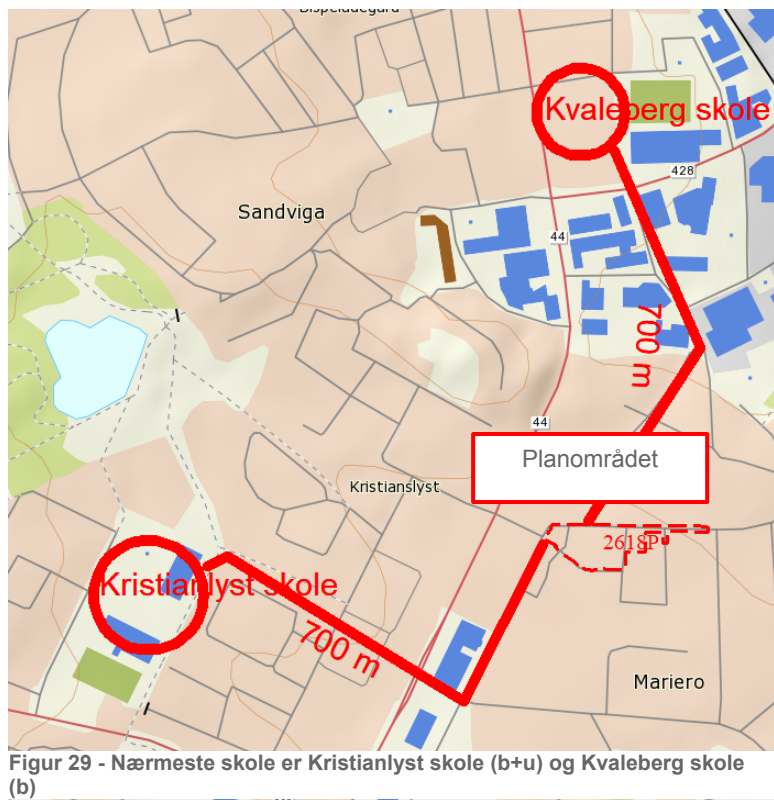 Bispeladegård
Kvaleberg skole
428
Sandviga
44
700 m
44
Planområdet
Kristianslyst
2618P
Kristianlyst skole
700 m
Mariero
Figur 29 - Nærmeste skole er Kristianlyst skole (b+u) og Kvaleberg skole
(b)